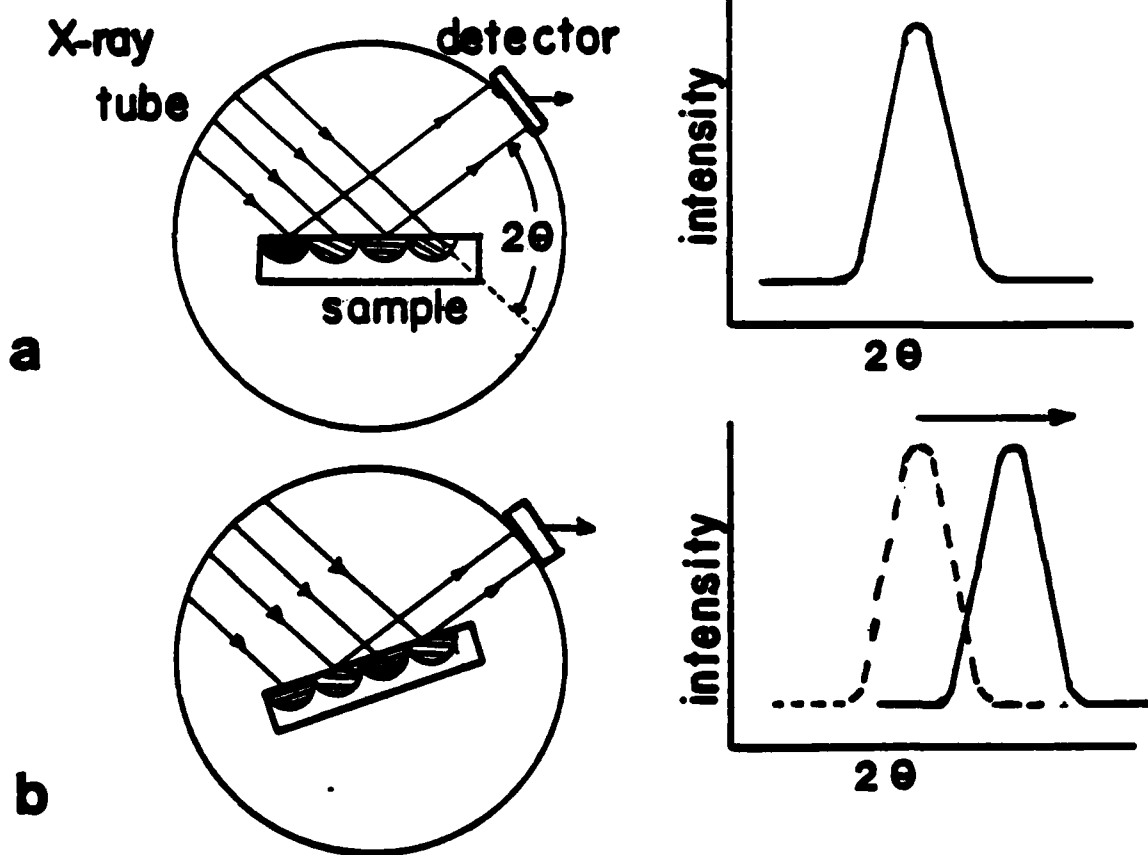 X-ray
tube
detector
2θ
sample
a
intensity
2θ
b
intensity
2θ